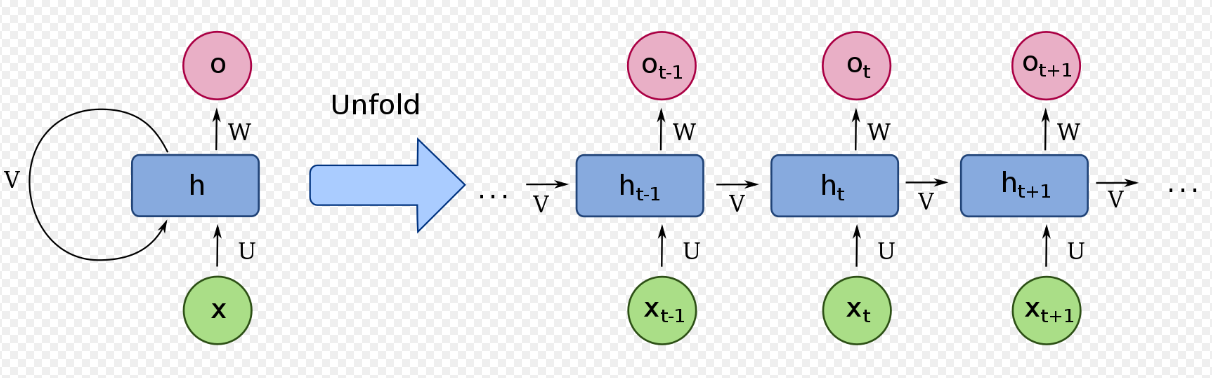 o
W
V
h
U
x
Unfold
...
V
o_{t-1}
W
h_{t-1}
V
U
x_{t-1}
o_t
W
h_t
V
U
x_t
o_{t+1}
W
h_{t+1}
V
U
x_{t+1}
...